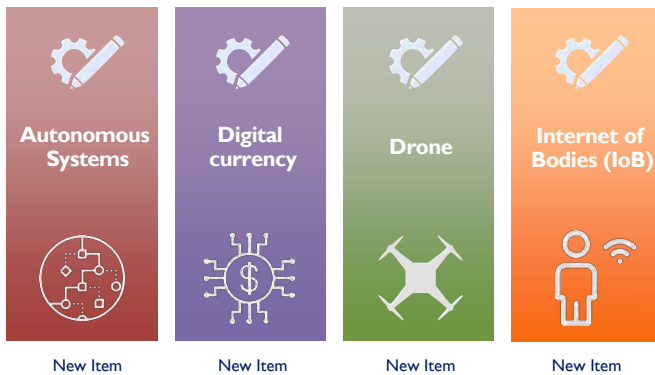 Autonomous
Systems
Digital
currency
Drone
Internet of
Bodies (IoB)
$
New Item
New Item
New Item
New Item